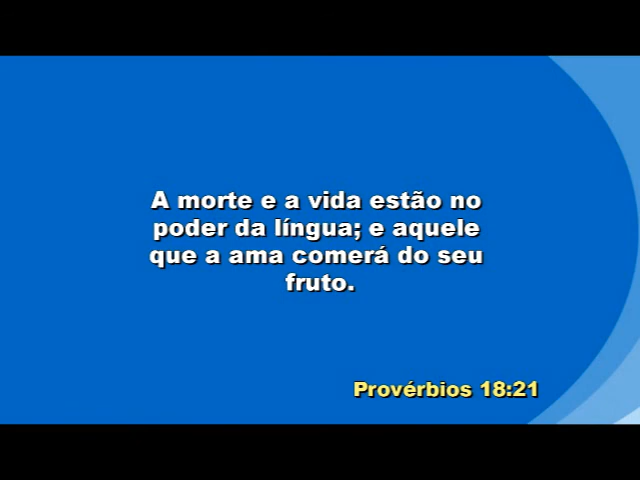 A morte e a vida estão no
poder da língua; e aquele
que a ama comerá do seu
fruto.
Provérbios 18:21